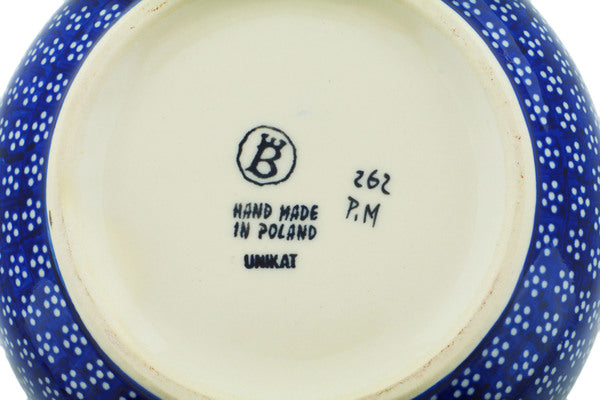 B
262
P.M
HAND MADE
IN POLAND
UNIKAT